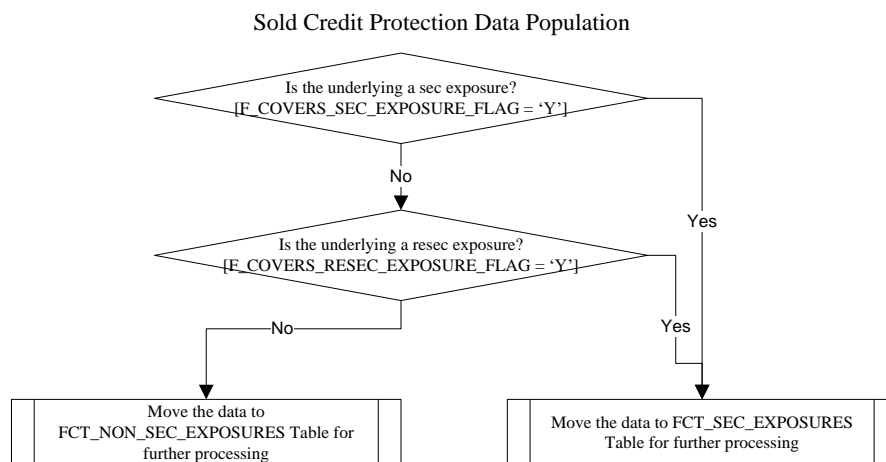 Sold Credit Protection Data Population
Is the underlying a sec exposure?
[F_COVERS_SEC_EXPOSURE_FLAG = ‘Y’]
No
Yes
Is the underlying a resec exposure?
[F_COVERS_RESEC_EXPOSURE_FLAG = ‘Y’]
No
Yes
Move the data to
FCT_NON_SEC_EXPOSURES Table for
further processing
Move the data to FCT_SEC_EXPOSURES
Table for further processing